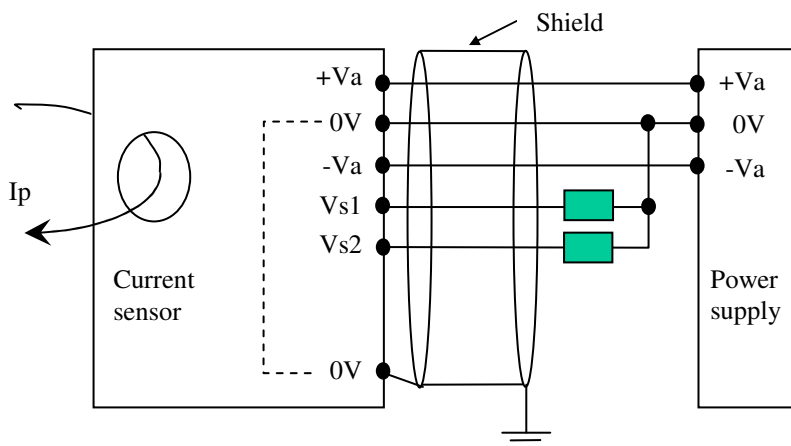 Shield
+Va
0V
-Va
Vs1
Vs2
0V
Ip
Current
sensor
+Va
0V
-Va
Power
supply